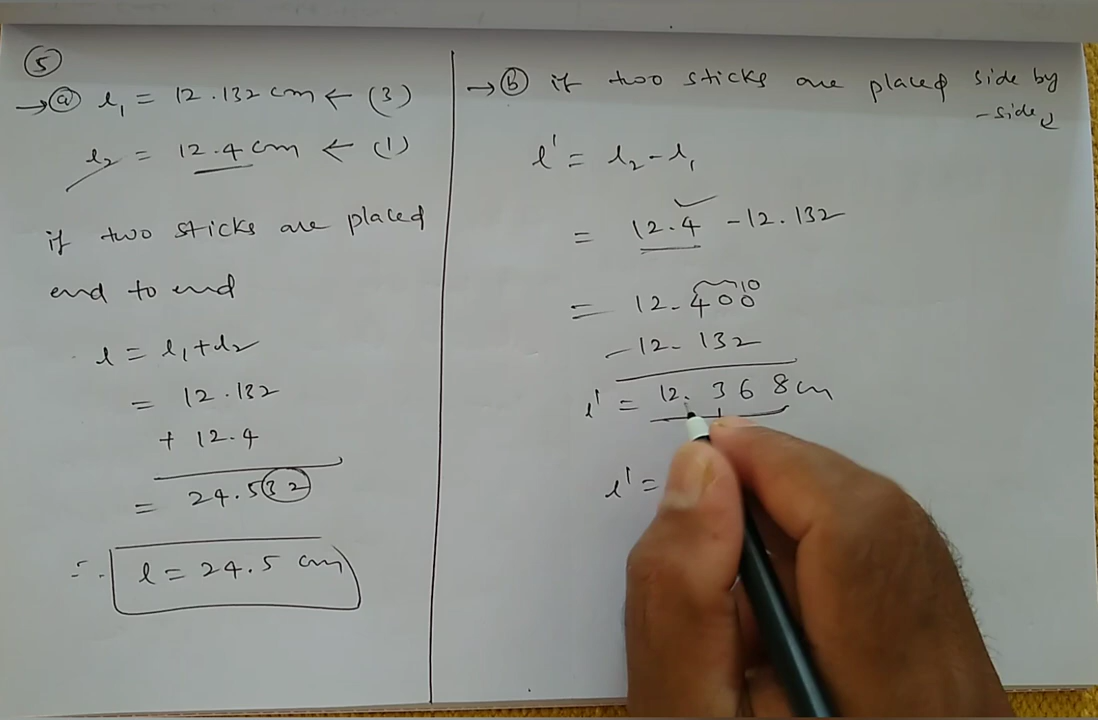 5
→ a l₁ = 12.132 cm ← (3)
l₂ = 12.4 cm ← (1)
if two sticks are placed
end to end
l = l₁ + l₂
= 12.132
+ 12.4
= 24.532
∴ l = 24.5 cm
→ b if two sticks are placed side by
-side
l' = l₂ - l₁
= 12.4 - 12.132
= 12.400 10
- 12.132
l' = 12.368 cm
l' =